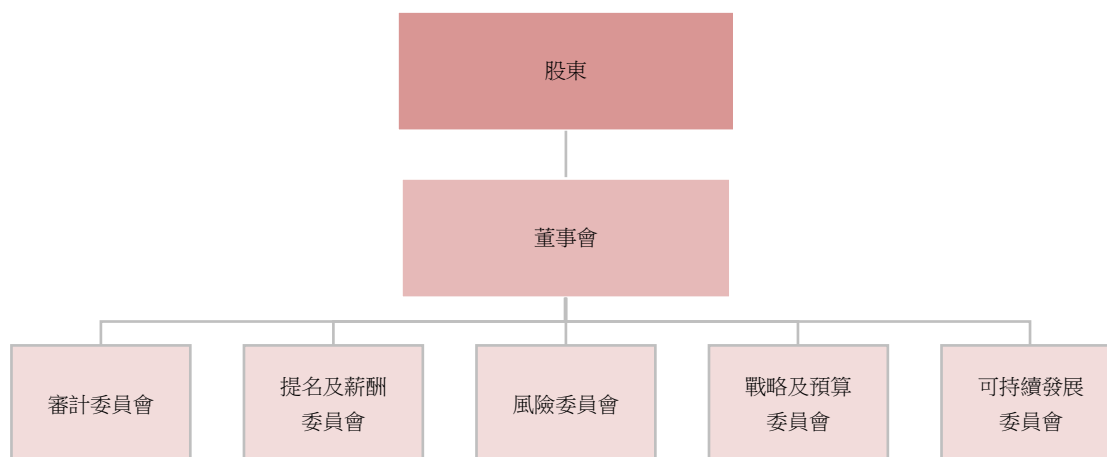 股東
董事會
審計委員會
提名及薪酬
委員會
風險委員會
戰略及預算
委員會
可持續發展
委員會